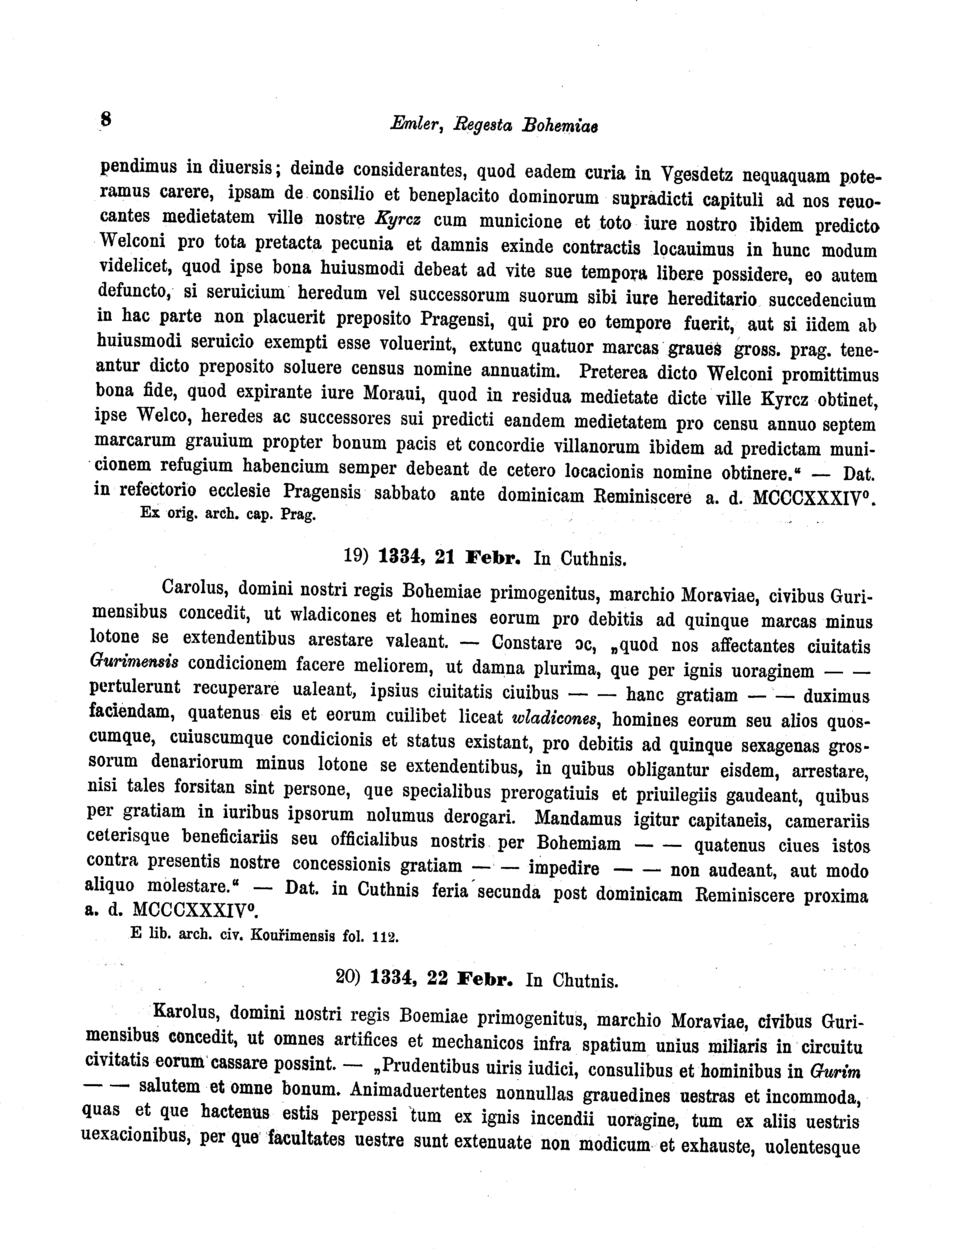 8
Emler, Regesta Bohemiae
pendimus in diuersis; deinde considerantes, quod eadem curia in Vgesdetz nequaquam pote-
ramus carere, ipsam de consilio et beneplacito dominorum supradicti capituli ad nos reuo-
cantes medietatem ville nostrę Kyrcz cum municione et toto iure nostro ibidem predicto
Welconi pro tota pretacta pecunia et damnis exinde contractis locauimus in hunc modum
videlicet, quod ipse bona huiusmodi debeat ad vite sue tempora libere possidere, eo autem
defuncto, si seruicium heredum vel successorum suorum sibi iure hereditario succedencium
in hac parte non placuerit preposito Pragensi, qui pro eo tempore fuerit, aut si iidem ab
huiusmodi seruicio exempti esse voluerint, extunc quatuor marcas graues gross. prag. tene-
antur dicto preposito soluere census nomine annuatim. Preterea dicto Welconi promittimus
bona fide, quod expirante iure Moraui, quod in residua medietate dicte ville Kyrcz obtinet,
ipse Welco, heredes ac successores sui predicti eandem medietatem pro censu annuo septem
marcarum grauium propter bonum pacis et concordie villanorum ibidem ad predictam muni-
cionem refugium habencium semper debeant de cetero locacionis nomine obtinere.“ — Dat.
in refectorio ecclesie Pragensis sabbato ante dominicam Reminiscere a. d. MCCCXXXIV⁰.
Ex orig. arch. cap. Prag.
19) 1334, 21 Febr. In Cuthnis.
Carolus, domini nostri regis Bohemiae primogenitus, marchio Moraviae, civibus Guri-
mensibus concedit, ut wladicones et homines eorum pro debitis ad quinque marcas minus
lotone se extendentibus arestare valeant. — Constare ɔc, „quod nos affectantes ciuitatis
Gurimensis condicionem facere meliorem, ut damna plurima, que per ignis uoraginem — —
pertulerunt recuperare ualeant, ipsius ciuitatis ciuibus — — hanc gratiam — — duximus
faciendam, quatenus eis et eorum cuilibet liceat wladicones, homines eorum seu alios quos-
cumque, cuiuscumque condicionis et status existant, pro debitis ad quinque sexagenas gros-
sorum denariorum minus lotone se extendentibus, in quibus obligantur eisdem, arrestare,
nisi tales forsitan sint persone, que specialibus prerogatiuis et priuilegiis gaudeant, quibus
per gratiam in iuribus ipsorum nolumus derogari. Mandamus igitur capitaneis, camerariis
ceterisque beneficiariis seu officialibus nostris per Bohemiam — — quatenus ciues istos
contra presentis nostre concessionis gratiam — — impedire — — non audeant, aut modo
aliquo molestare.“ — Dat. in Cuthnis feria secunda post dominicam Reminiscere proxima
a. d. MCCCXXXIV⁰.
E lib. arch. civ. Kouřimensis fol. 112.
20) 1334, 22 Febr. In Chutnis.
Karolus, domini nostri regis Boemiae primogenitus, marchio Moraviae, civibus Guri-
mensibus concedit, ut omnes artifices et mechanicos infra spatium unius miliaris in circuitu
civitatis eorum cassare possint. — „Prudentibus uiris iudici, consulibus et hominibus in Gurim
— — salutem et omne bonum. Animaduertentes nonnullas grauedines uestras et incommoda,
quas et que hactenus estis perpessi tum ex ignis incendii uoragine, tum ex aliis uestris
uexacionibus, per que facultates uestre sunt extenuate non modicum et exhauste, uolentesque